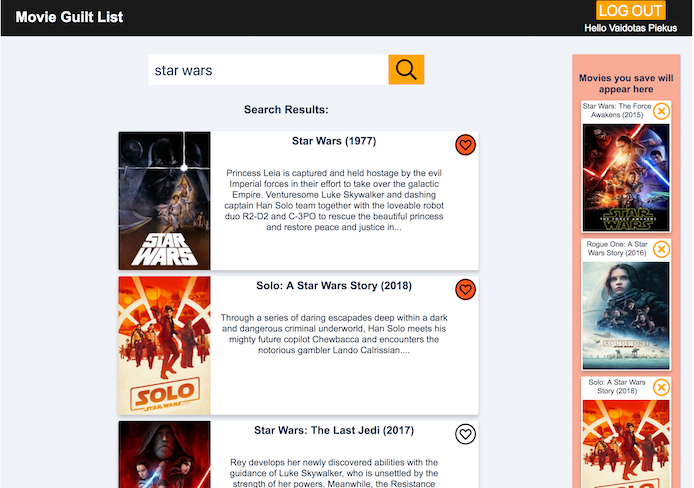 Movie Guilt List
LOG OUT
Hello Vaidotas Piekus
star wars
Search Results:
Star Wars (1977)
Princess Leia is captured and held hostage by the evil
Imperial forces in their effort to take over the galactic
Empire. Venturesome Luke Skywalker and dashing
captain Han Solo team together with the loveable robot
duo R2-D2 and C-3PO to rescue the beautiful princess
and restore peace and justice in...
STAR
WARS
Solo: A Star Wars Story (2018)
Through a series of daring escapades deep within a dark
and dangerous criminal underworld, Han Solo meets his
mighty future copilot Chewbacca and encounters the
notorious gambler Lando Calrissian....
SOLO
Star Wars: The Last Jedi (2017)
Rey develops her newly discovered abilities with the
guidance of Luke Skywalker, who is unsettled by the
strength of her powers. Meanwhile, the Resistance
Movies you save will
appear here
Star Wars: The Force
Awakens (2015)
STAR
THE FORCE AWAKENS
WARS
Rogue One: A Star
Wars Story (2016)
ROGUE ONE
Solo: A Star Wars
Story (2018)